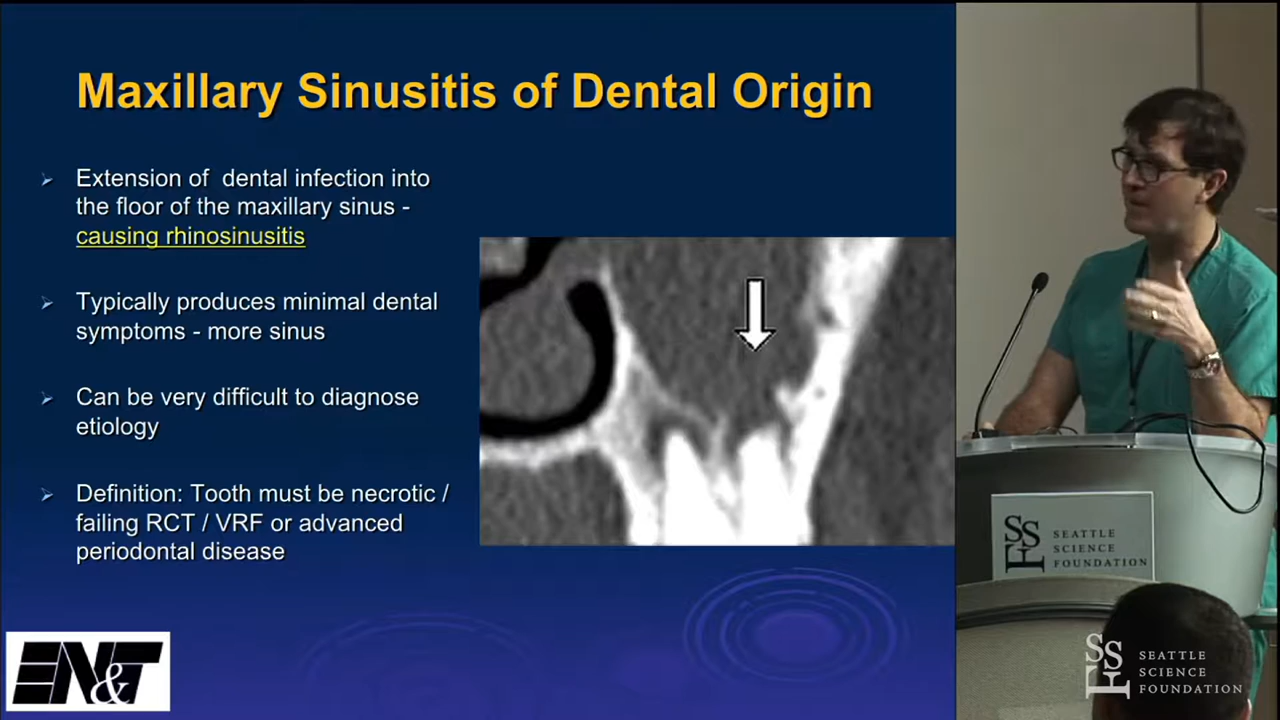 Maxillary Sinusitis of Dental Origin
Extension of dental infection into
the floor of the maxillary sinus -
causing rhinosinusitis
Typically produces minimal dental
symptoms - more sinus
Can be very difficult to diagnose
etiology
Definition: Tooth must be necrotic /
failing RCT / VRF or advanced
periodontal disease
EN&T
SSF
SEATTLE
SCIENCE
FOUNDATION
SSF
SEATTLE
SCIENCE
FOUNDATION